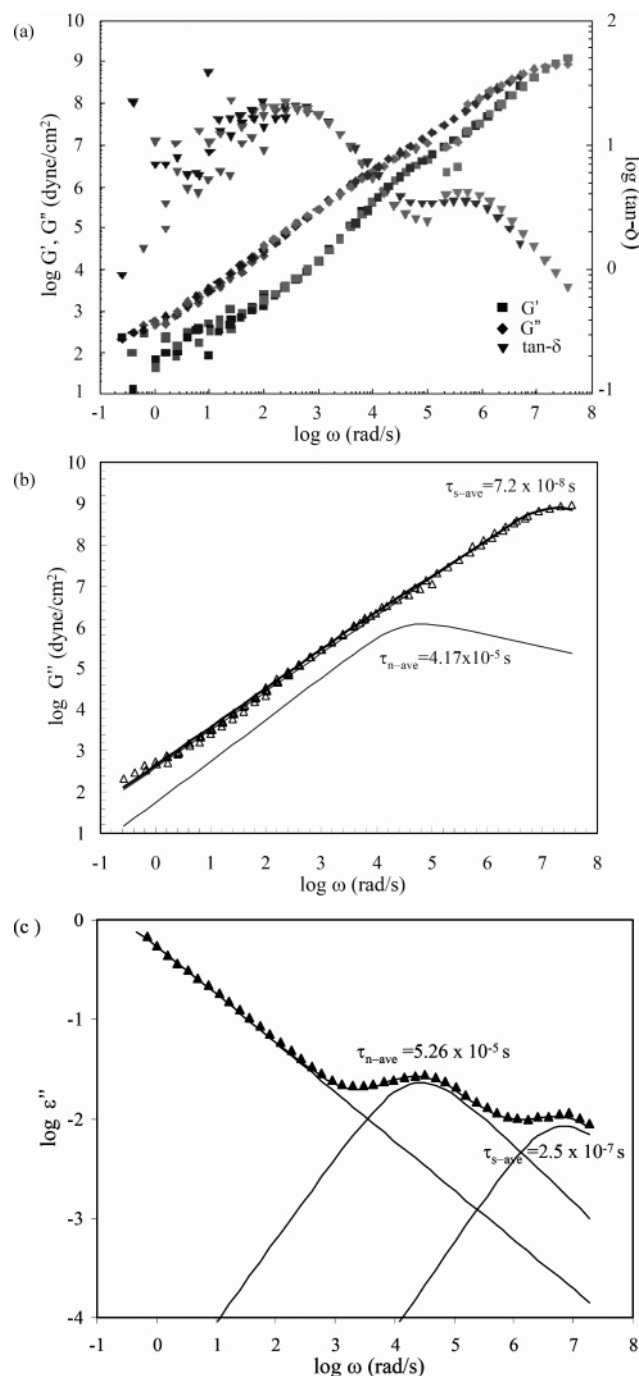 (a)
10
9
8
7
6
5
4
3
2
1
2
1
0
-1
log G', G" (dyne/cm²)
log (tan-δ)
■ G'
◆ G"
▼ tan-δ
-1 0 1 2 3 4 5 6 7 8
log ω (rad/s)
(b)
10
9
8
7
6
5
4
3
2
1
log G" (dyne/cm²)
τs−ave=7.2 x 10-8 s
τn−ave=4.17x10-5 s
-1 0 1 2 3 4 5 6 7 8
log ω (rad/s)
(c )
0
-1
-2
-3
-4
log ε"
τn−ave=5.26 x 10-5 s
τs−ave=2.5 x 10-7 s
-1 0 1 2 3 4 5 6 7 8
log ω (rad/s)